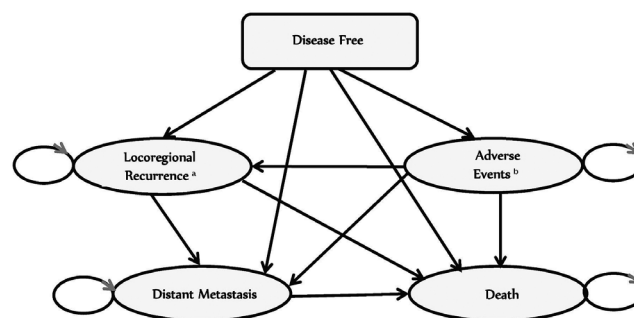 Disease Free
Locoregional
Recurrence a
Adverse
Events b
Distant Metastasis
Death